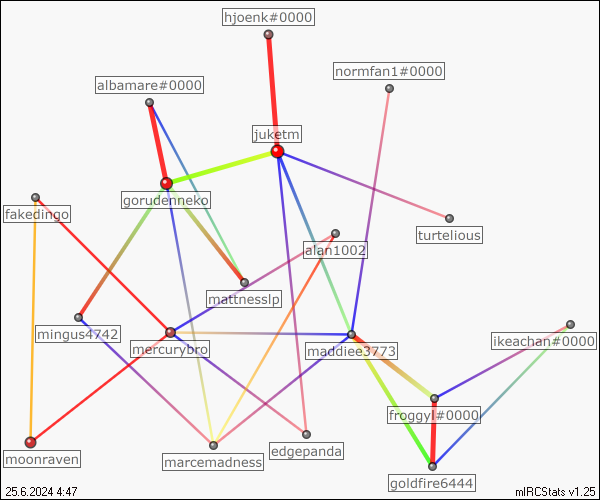 hjoenk#0000
normfan1#0000
albamare#0000
juketm
gorudenneko
fakedingo
turtelious
alan1002
mattnesslp
mingus4742
mercurybro
maddiee3773
ikeachan#0000
froggyl#0000
edgepanda
moonraven
marcemadness
goldfire6444
25.6.2024 4:47
mIRCStats v1.25